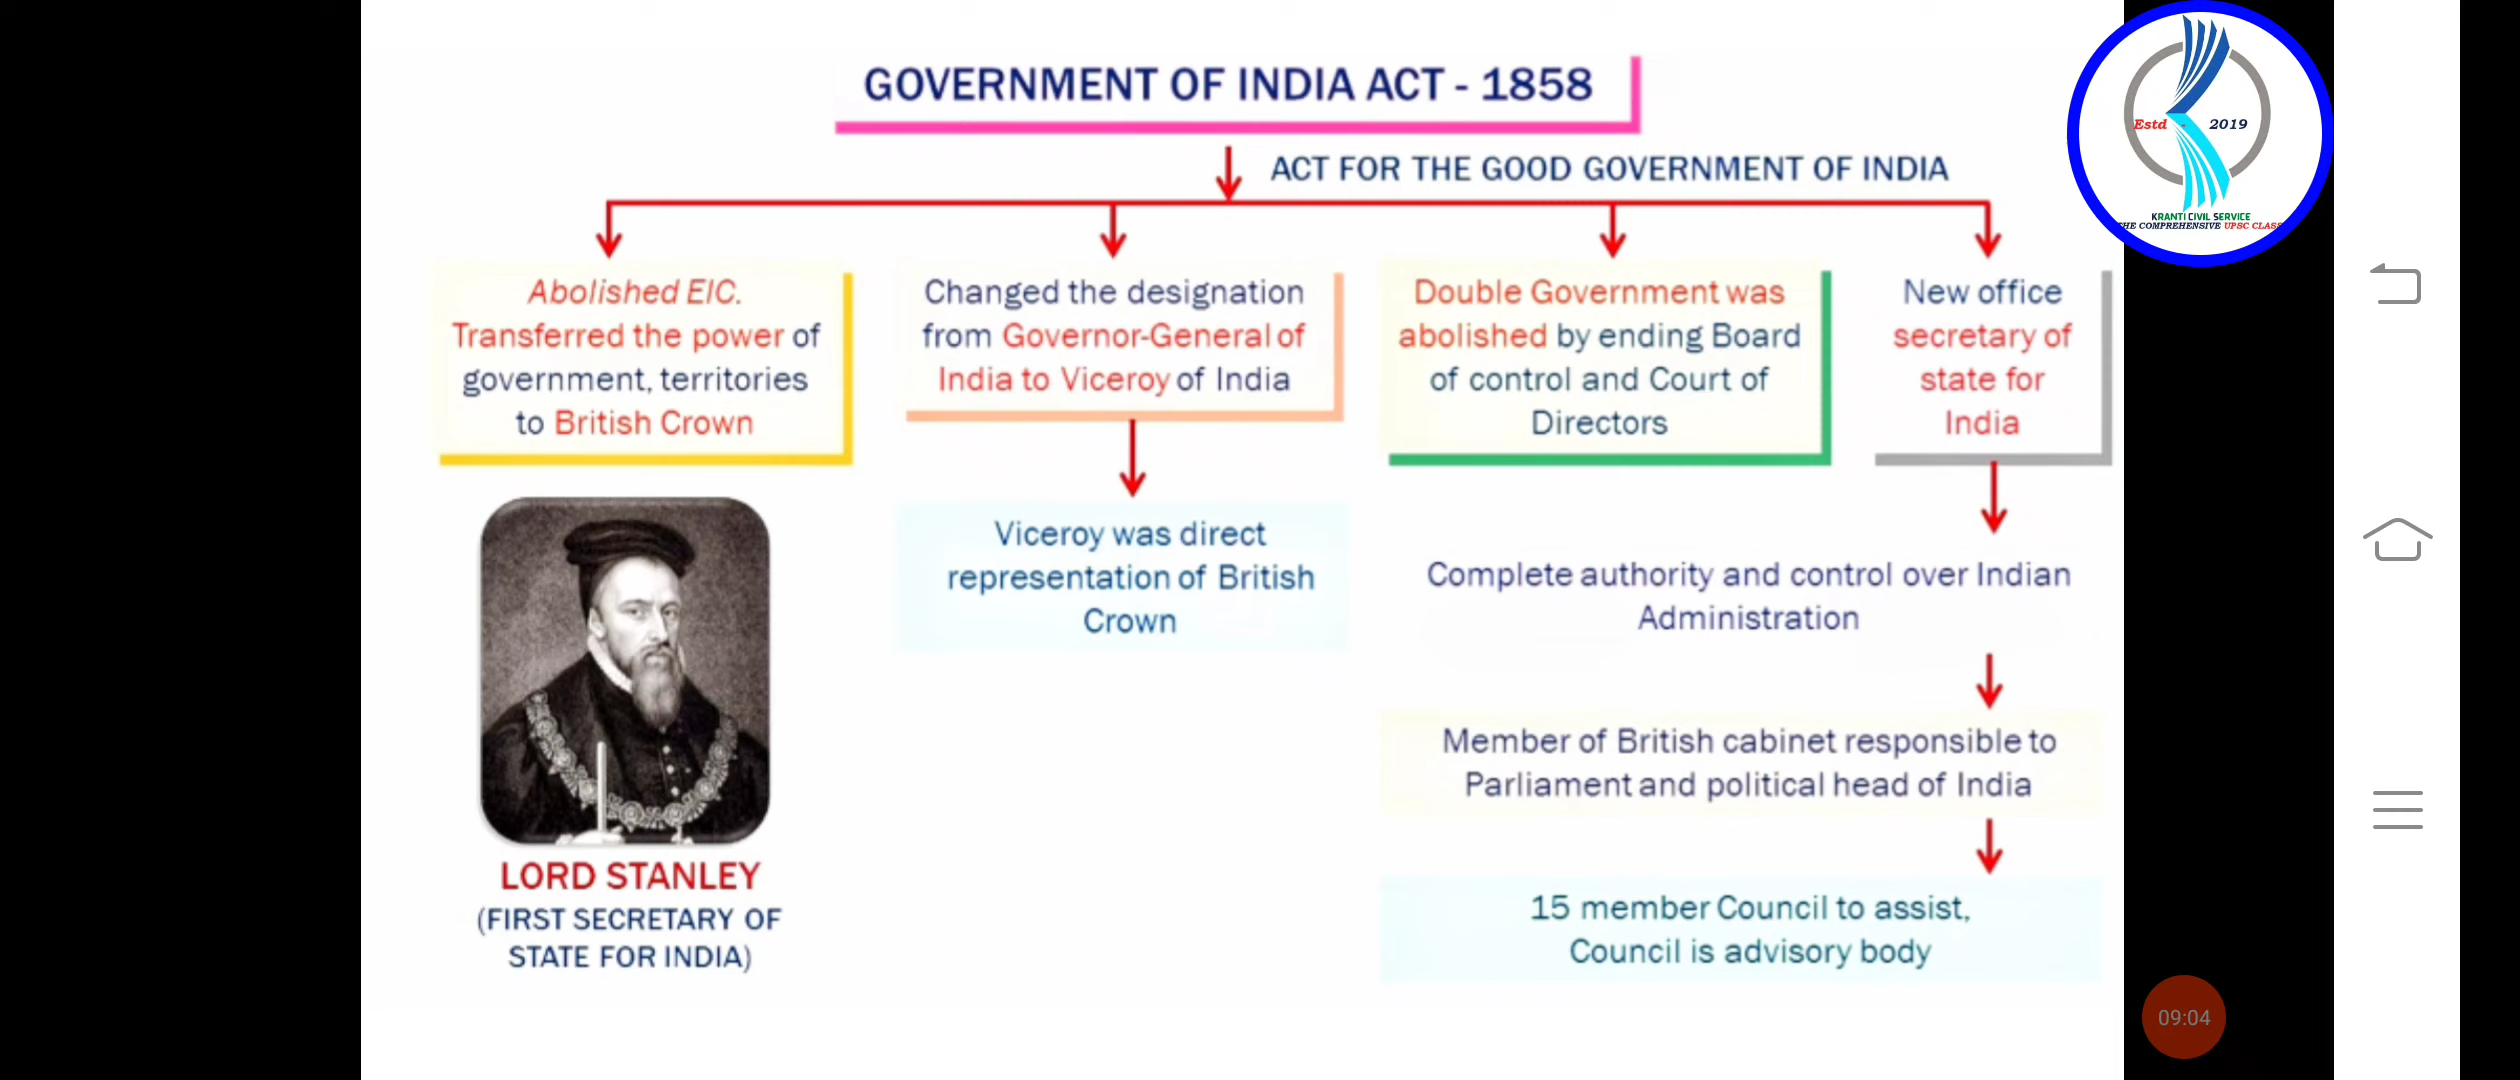 GOVERNMENT OF INDIA ACT - 1858
ACT FOR THE GOOD GOVERNMENT OF INDIA
Abolished EIC.
Transferred the power of
government, territories
to British Crown
Changed the designation
from Governor-General of
India to Viceroy of India
Viceroy was direct
representation of British
Crown
Double Government was
abolished by ending Board
of control and Court of
Directors
New office
secretary of
state for
India
Complete authority and control over Indian
Administration
Member of British cabinet responsible to
Parliament and political head of India
15 member Council to assist,
Council is advisory body
LORD STANLEY
(FIRST SECRETARY OF
STATE FOR INDIA)
Estd - 2019
KRANTI CIVIL SERVICE
THE COMPREHENSIVE UPSC CLASS
09:04